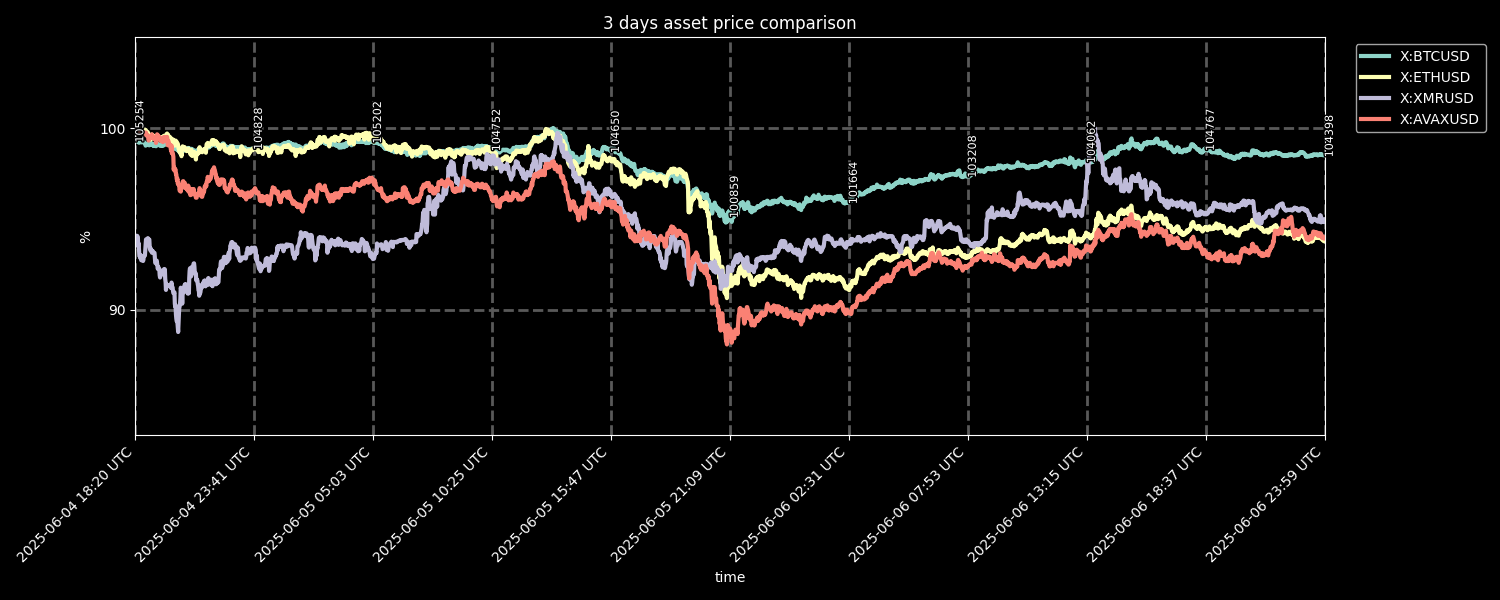 3 days asset price comparison
X:BTCUSD
X:ETHUSD
X:XMRUSD
X:AVAXUSD
%
100
90
105254
104828
105202
104752
104650
100859
101664
103208
104062
104767
104398
2025-06-04 18:20 UTC
2025-06-04 23:41 UTC
2025-06-05 05:03 UTC
2025-06-05 10:25 UTC
2025-06-05 15:47 UTC
2025-06-05 21:09 UTC
2025-06-06 02:31 UTC
2025-06-06 07:53 UTC
2025-06-06 13:15 UTC
2025-06-06 18:37 UTC
2025-06-06 23:59 UTC
time